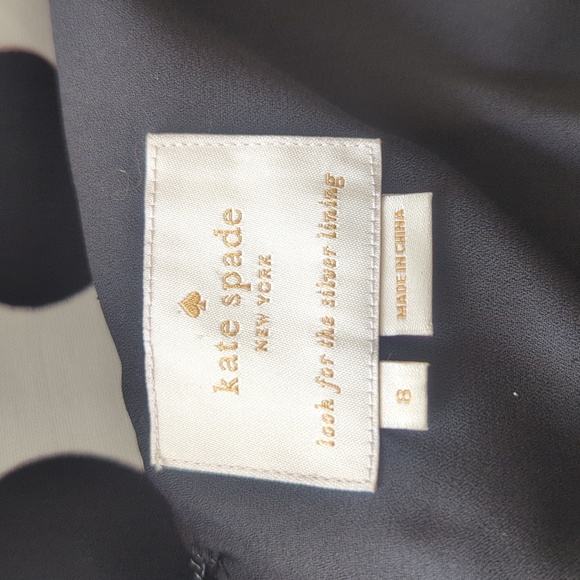 kate spade
NEW YORK
look for the silver lining
MADE IN CHINA
8